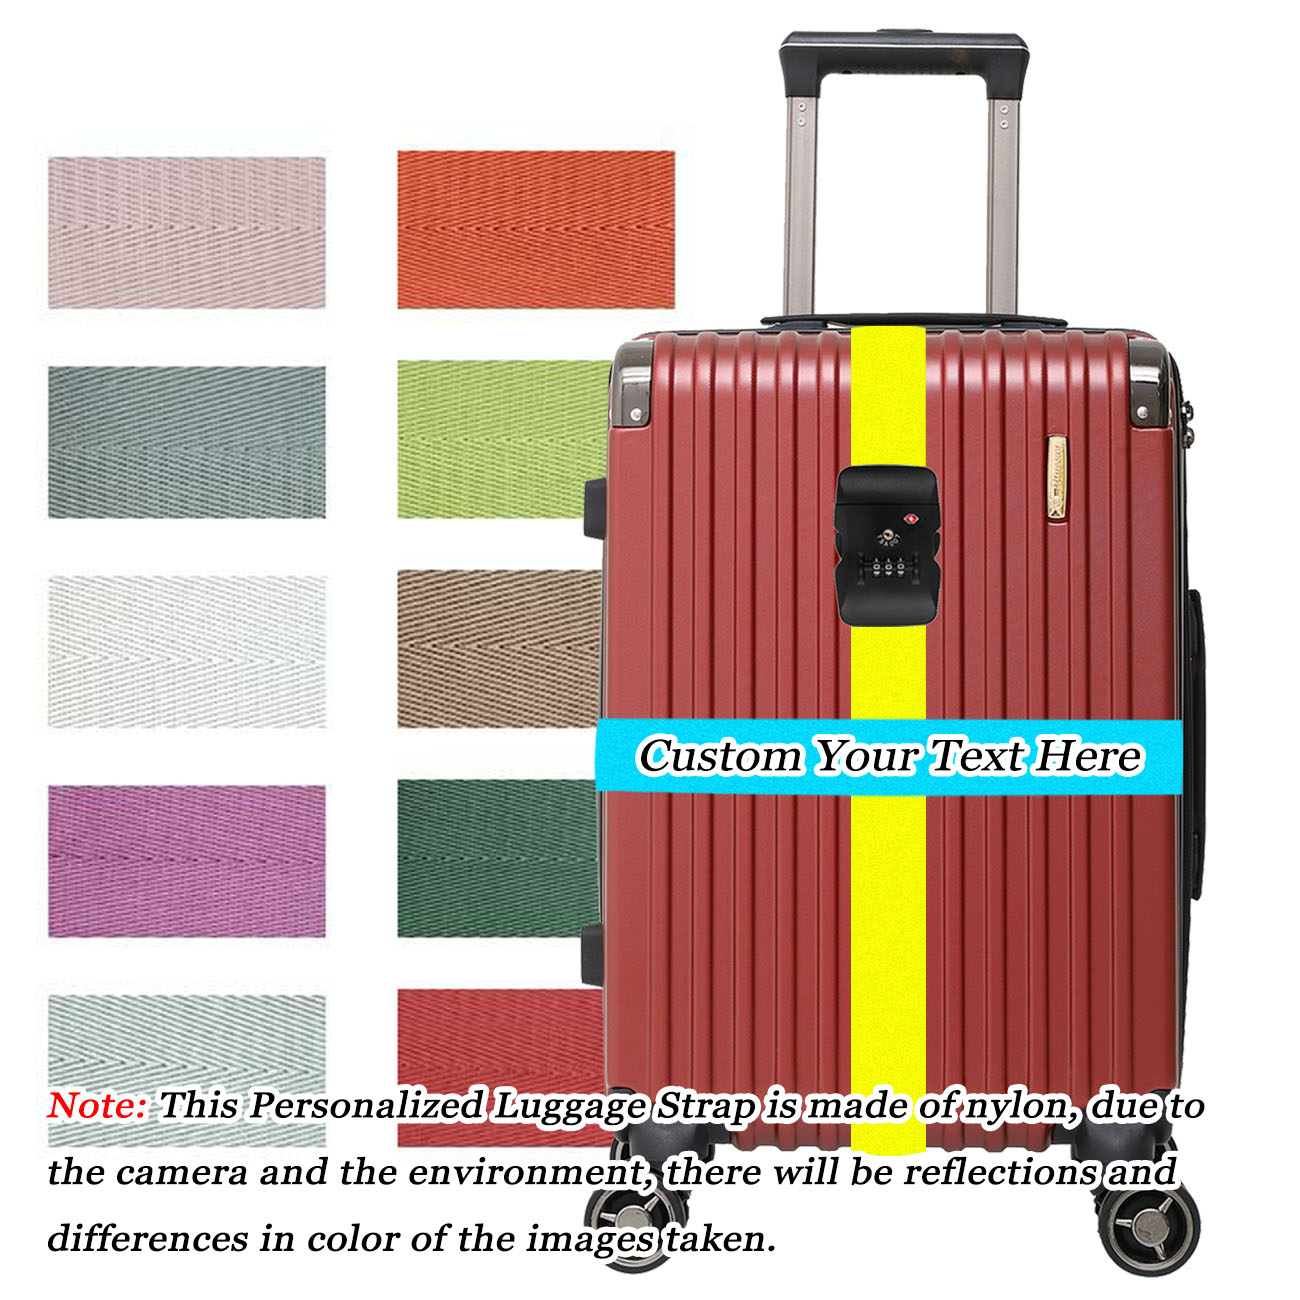 Custom Your Text Here
Note: This Personalized Luggage Strap is made of nylon, due to
the camera and the environment, there will be reflections and
differences in color of the images taken.